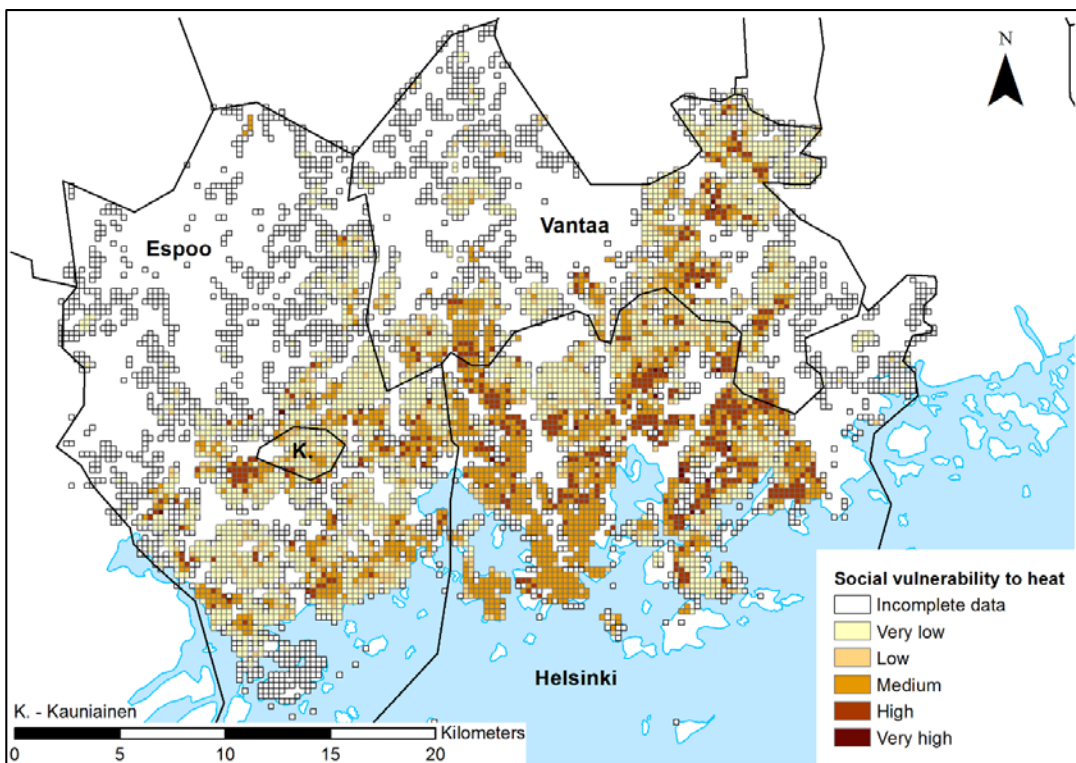 N
Espoo
Vantaa
K.
Helsinki
Social vulnerability to heat
Incomplete data
Very low
Low
Medium
High
Very high
K. - Kauniainen
Kilometers
0 5 10 15 20